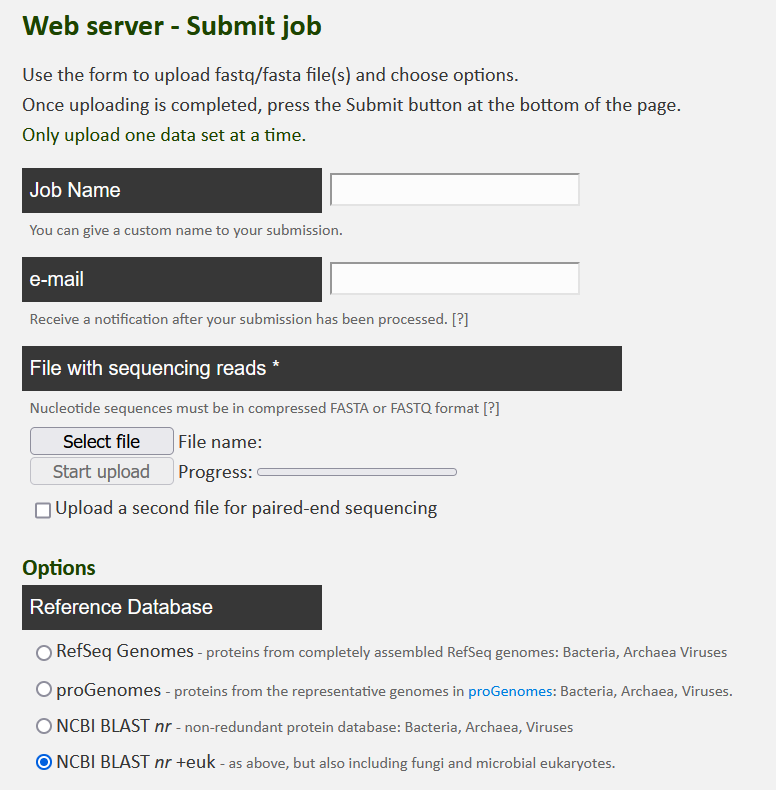 Web server - Submit job
Use the form to upload fastq/fasta file(s) and choose options.
Once uploading is completed, press the Submit button at the bottom of the page.
Only upload one data set at a time.
Job Name
You can give a custom name to your submission.
e-mail
Receive a notification after your submission has been processed. [?]
File with sequencing reads *
Nucleotide sequences must be in compressed FASTA or FASTQ format [?]
Select file File name:
Start upload Progress:
Upload a second file for paired-end sequencing
Options
Reference Database
RefSeq Genomes - proteins from completely assembled RefSeq genomes: Bacteria, Archaea Viruses
proGenomes - proteins from the representative genomes in proGenomes: Bacteria, Archaea, Viruses.
NCBI BLAST nr - non-redundant protein database: Bacteria, Archaea, Viruses
NCBI BLAST nr +euk - as above, but also including fungi and microbial eukaryotes.